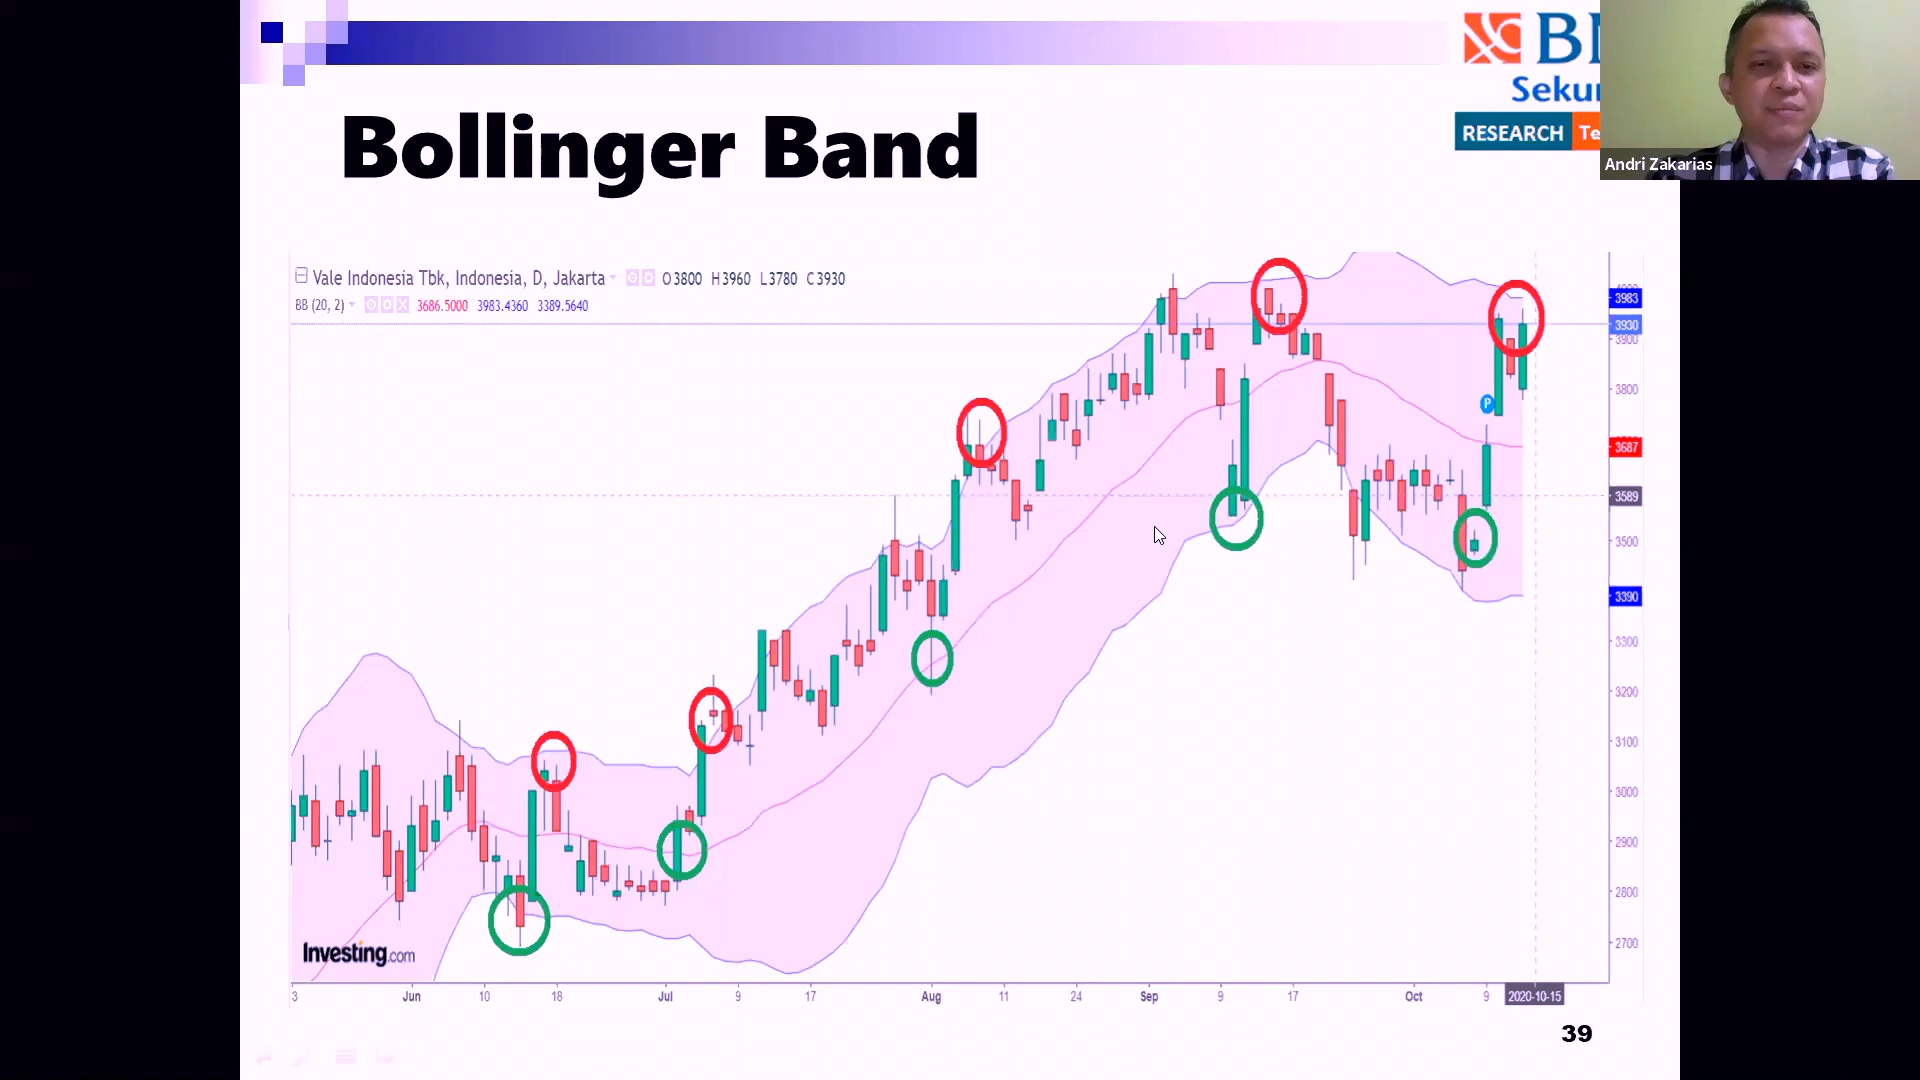 BN
Sekur
RESEARCH Te
Andri Zakarias
Bollinger Band
Vale Indonesia Tbk, Indonesia, D, Jakarta O3800 H3960 L3780 C3930
BB (20, 2) 3686.5000 3983.4360 3389.5640
3983
3930
3900
3800
3687
3589
3500
3390
3300
3200
3100
3000
2900
2800
2700
P
Investing.com
3 Jun 10 18 Jul 9 17 Aug 11 24 Sep 9 17 Oct 9 2020-10-15
39